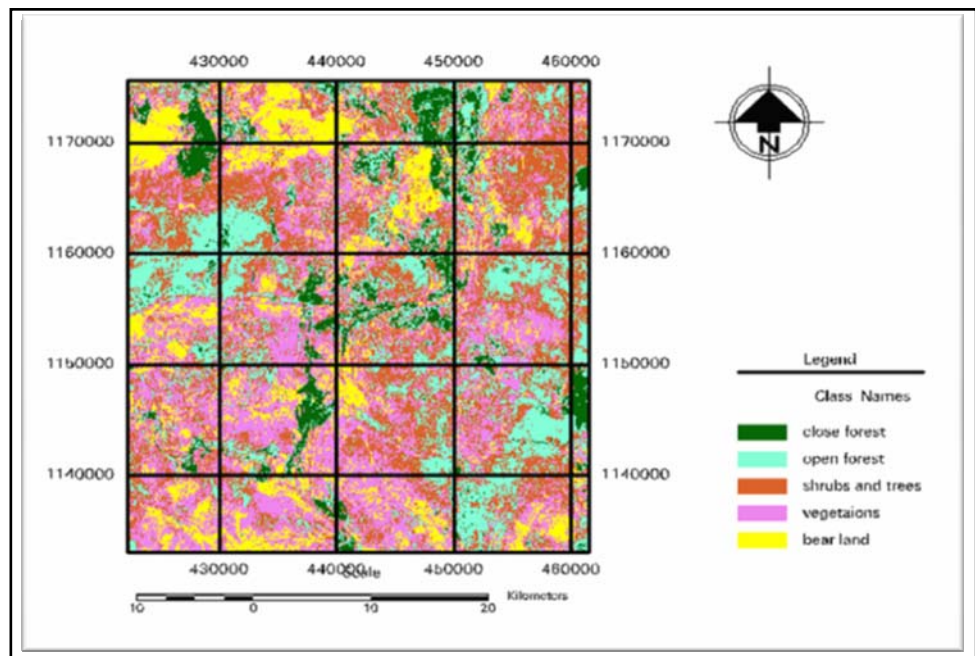 430000 440000 450000 460000
N
1170000 1170000
1160000 1160000
1150000 1150000
Legend
Class Names
close forest
open forest
1140000 1140000
shrubs and trees
vegetaions
bear land
430000 440000 450000 460000
Scale
10 0 10 20 Kilometers